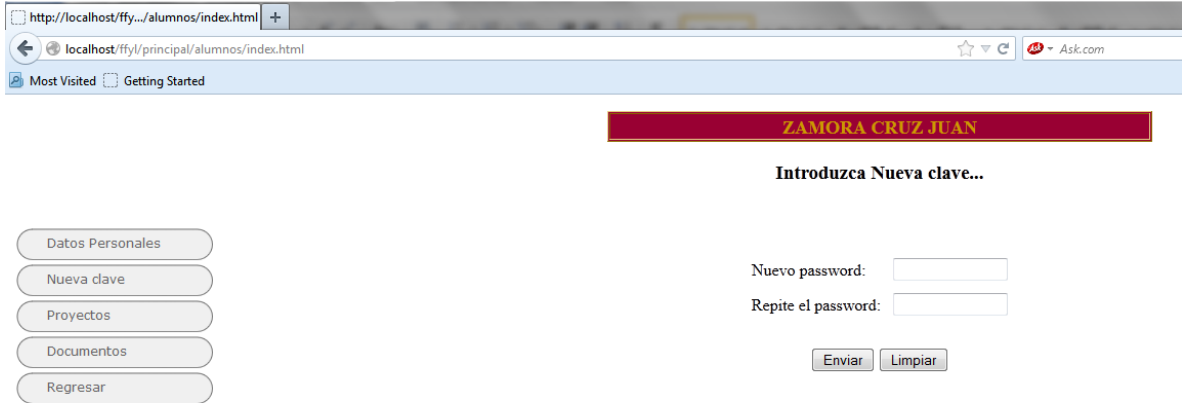 http://localhost/ffy.../alumnos/index.html +
localhost/ffyl/principal/alumnos/index.html
Ask.com
Most Visited Getting Started
ZAMORA CRUZ JUAN
Introduzca Nueva clave...
Datos Personales
Nueva clave
Proyectos
Documentos
Regresar
Nuevo password:
Repite el password:
Enviar Limpiar